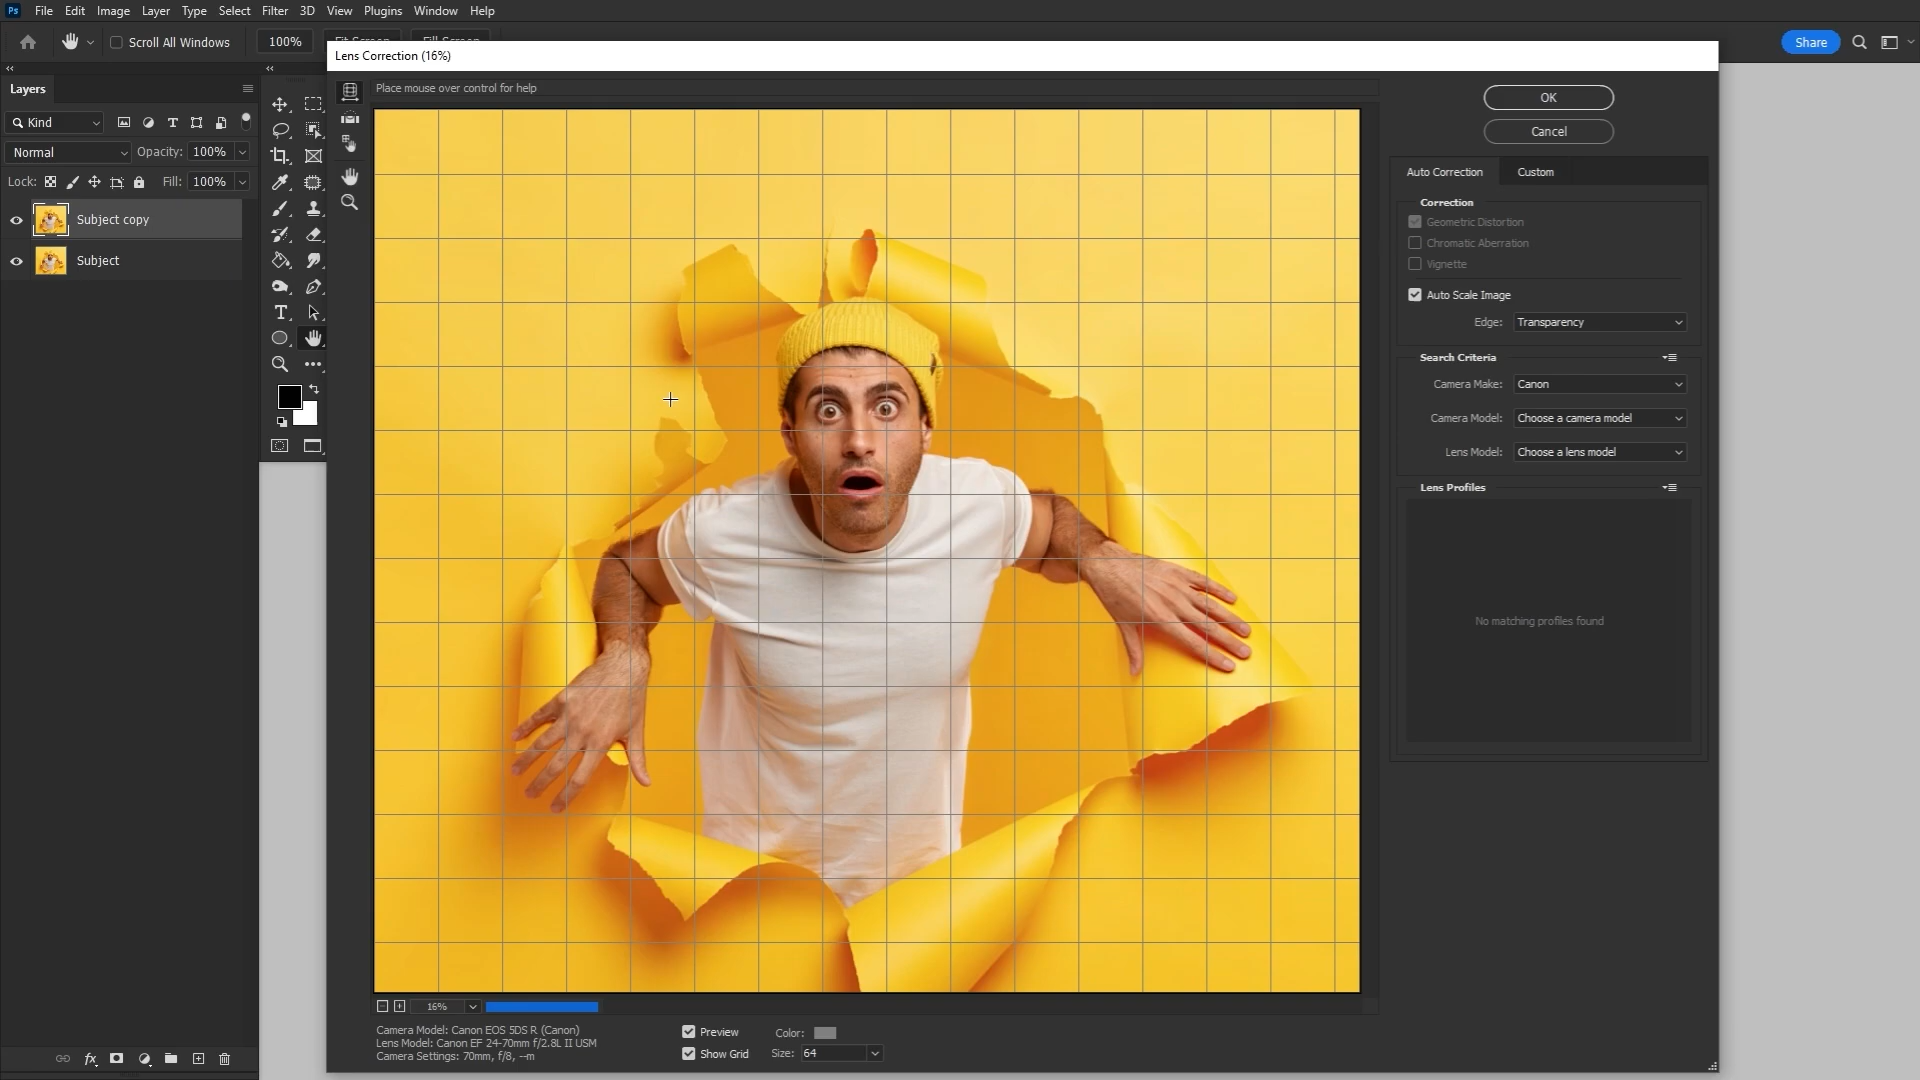 Ps File Edit Image Layer Type Select Filter 3D View Plugins Window Help
Scroll All Windows 100% Fit Screen Fill Screen Share
Lens Correction (16%)
Layers
Place mouse over control for help
OK
Kind
Cancel
Normal Opacity: 100%
Lock: Fill: 100%
Auto Correction Custom
Correction
Subject copy
Geometric Distortion
Chromatic Aberration
Subject
Vignette
Auto Scale Image
Edge: Transparency
Search Criteria
Camera Make: Canon
Camera Model: Choose a camera model
Lens Model: Choose a lens model
Lens Profiles
No matching profiles found
16%
Camera Model: Canon EOS 5DS R (Canon)
Lens Model: Canon EF 24-70mm f/2.8L II USM
Camera Settings: 70mm, f/8, --m
Preview Color:
Show Grid Size: 64
fx